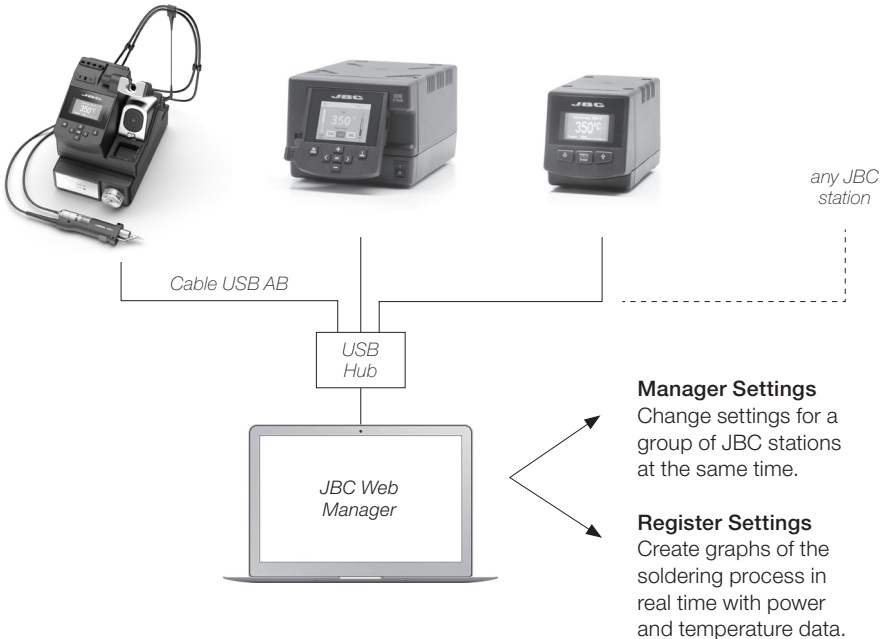 JBC
350°C
JBC
350°C
JBC
350°C
any JBC
station
Cable USB AB
USB
Hub
JBC Web
Manager
Manager Settings
Change settings for a
group of JBC stations
at the same time.
Register Settings
Create graphs of the
soldering process in
real time with power
and temperature data.